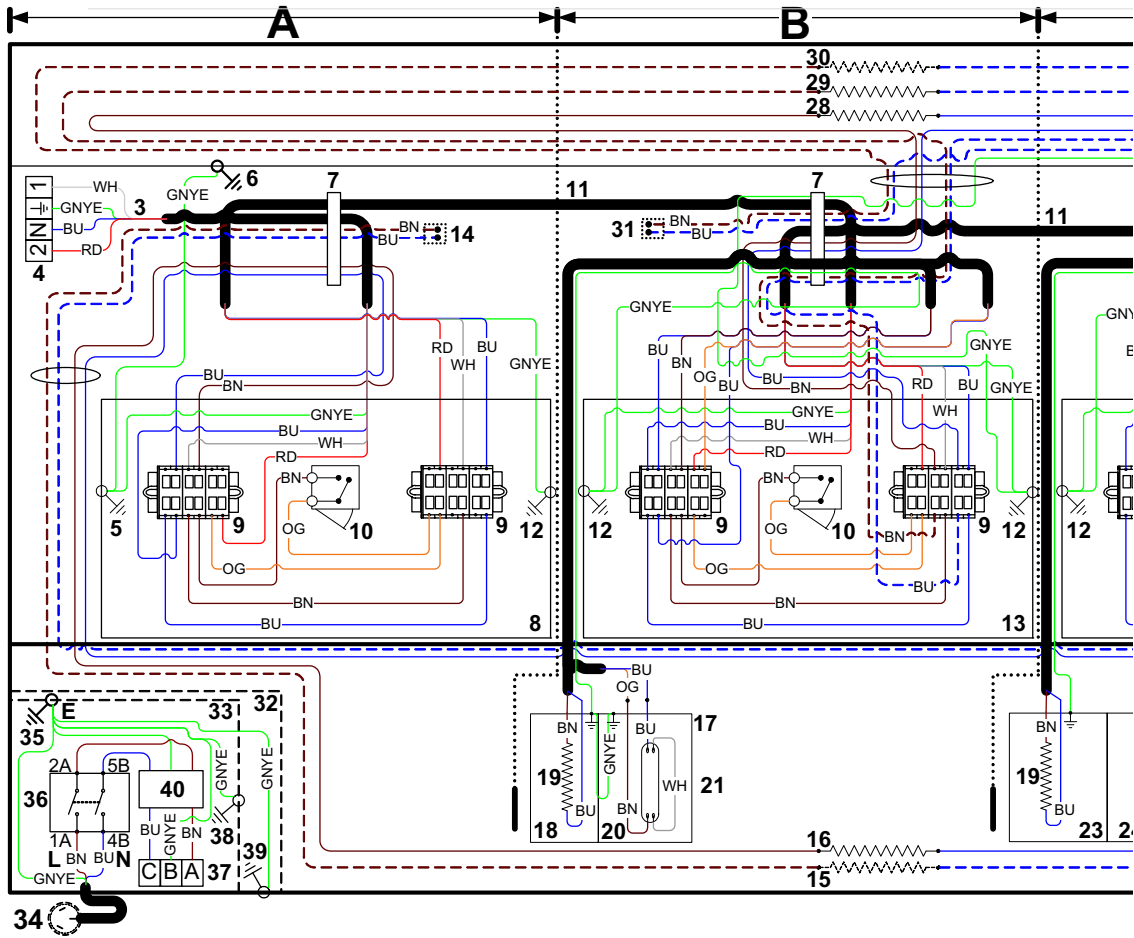 A B
30
29
28
6 7 11 7
1 WH GNYE
GNYE 3
N BU BN 14 31 BN 11
2 RD BU BU
4
RD BU BU BN GNYE
WH GNYE OG BU BU RD BU GNYE
BU BN BN WH
GNYE GNYE
BU BU
WH WH
RD RD
BN BN
5 9 10 9 12 12 9 10 9 12 12
OG OG BN
OG OG
BU
BN BN
BU 8 BU 13
BU
OG
32
E 33 17
35 BN BU BN
GNYE GNYE GNYE
2A 5B 19 WH 21 19
36 40
BU BN BU
BU GNYE BN 38 18 20 23 24
1A 4B
L BN BU N 39 16
GNYE C B A 37 15
34